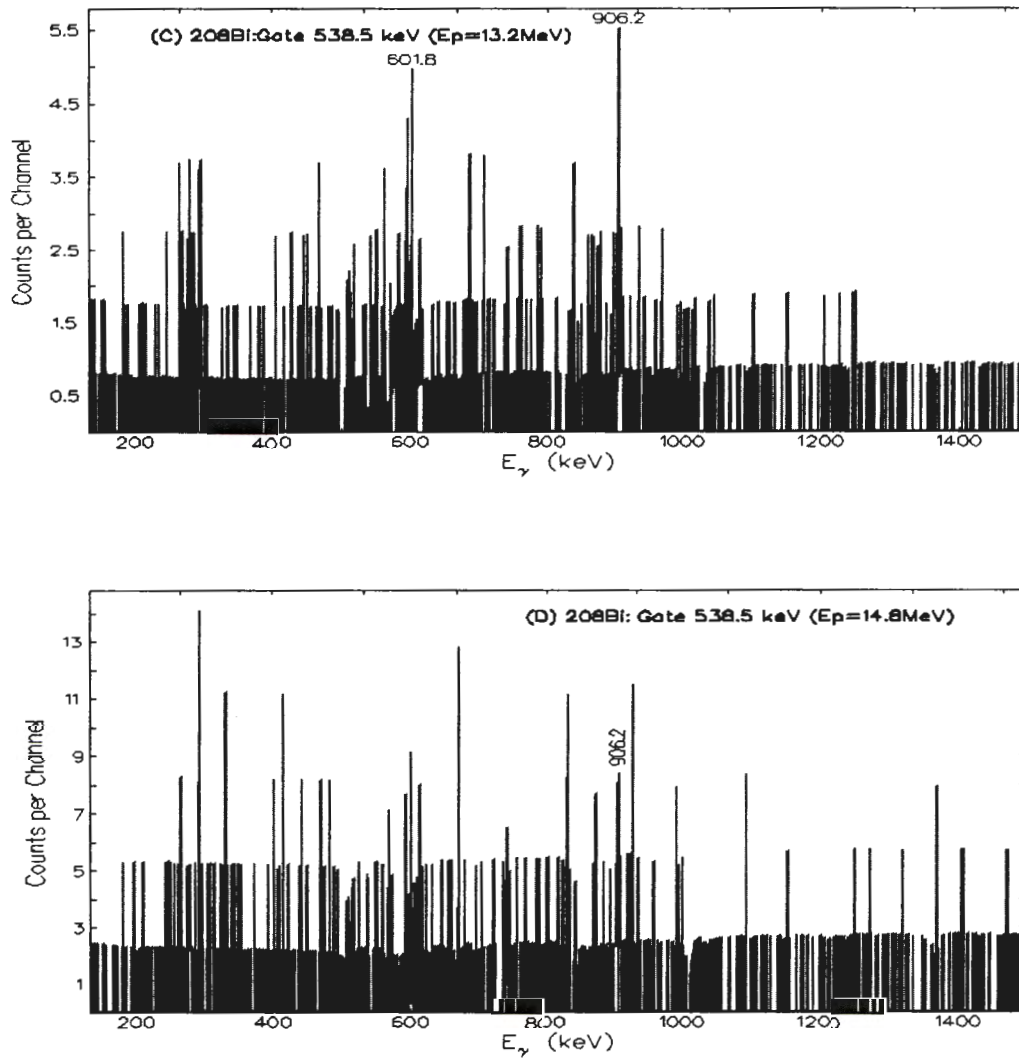 906.2
5.5
(C) 208Bi:Gate 538.5 keV (Ep=13.2MeV)
601.8
4.5
3.5
2.5
1.5
0.5
Counts per Channel
200 400 600 800 1000 1200 1400
Eγ (keV)
(D) 208Bi: Gate 538.5 keV (Ep=14.8MeV)
13
11
9
906.2
7
5
3
1
Counts per Channel
200 400 600 800 1000 1200 1400
Eγ (keV)